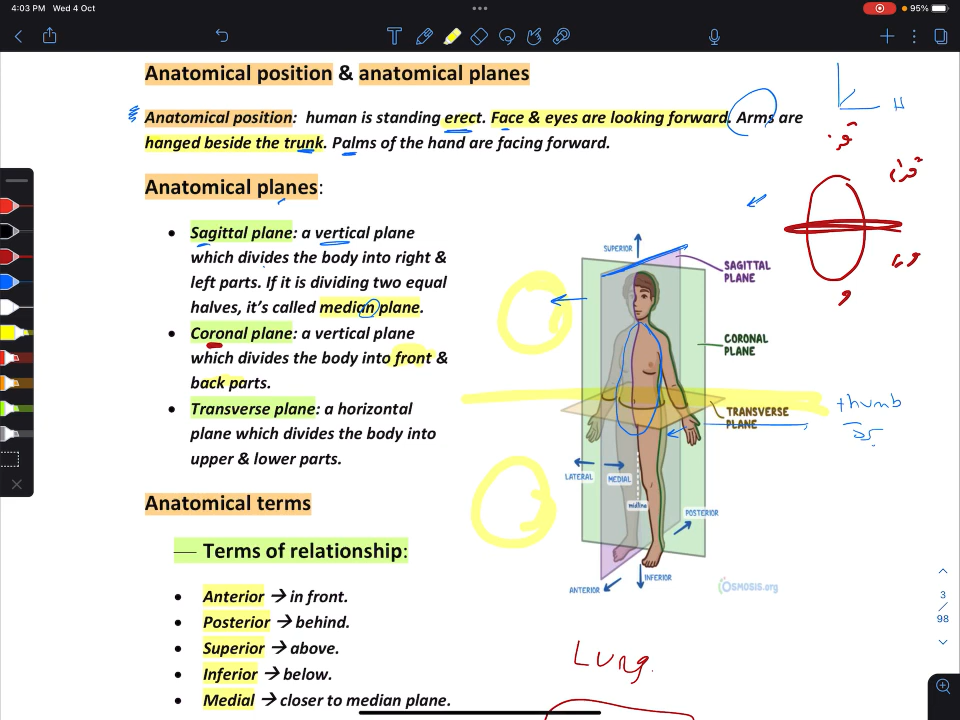 4:03 PM Wed 4 Oct
95%
Anatomical position & anatomical planes
Anatomical position: human is standing erect. Face & eyes are looking forward. Arms are
hanged beside the trunk. Palms of the hand are facing forward.
Anatomical planes:
• Sagittal plane: a vertical plane
which divides the body into right &
left parts. If it is dividing two equal
halves, it's called median plane.
• Coronal plane: a vertical plane
which divides the body into front &
back parts.
• Transverse plane: a horizontal
plane which divides the body into
upper & lower parts.
SUPERIOR
SAGITTAL
PLANE
CORONAL
PLANE
TRANSVERSE
PLANE
LATERAL
MEDIAL
midline
POSTERIOR
ANTERIOR
INFERIOR
OSMOSIS.org
thumb
Anatomical terms
— Terms of relationship:
• Anterior → in front.
• Posterior → behind.
• Superior → above.
• Inferior → below.
• Medial → closer to median plane.
Lung.
3
/
98